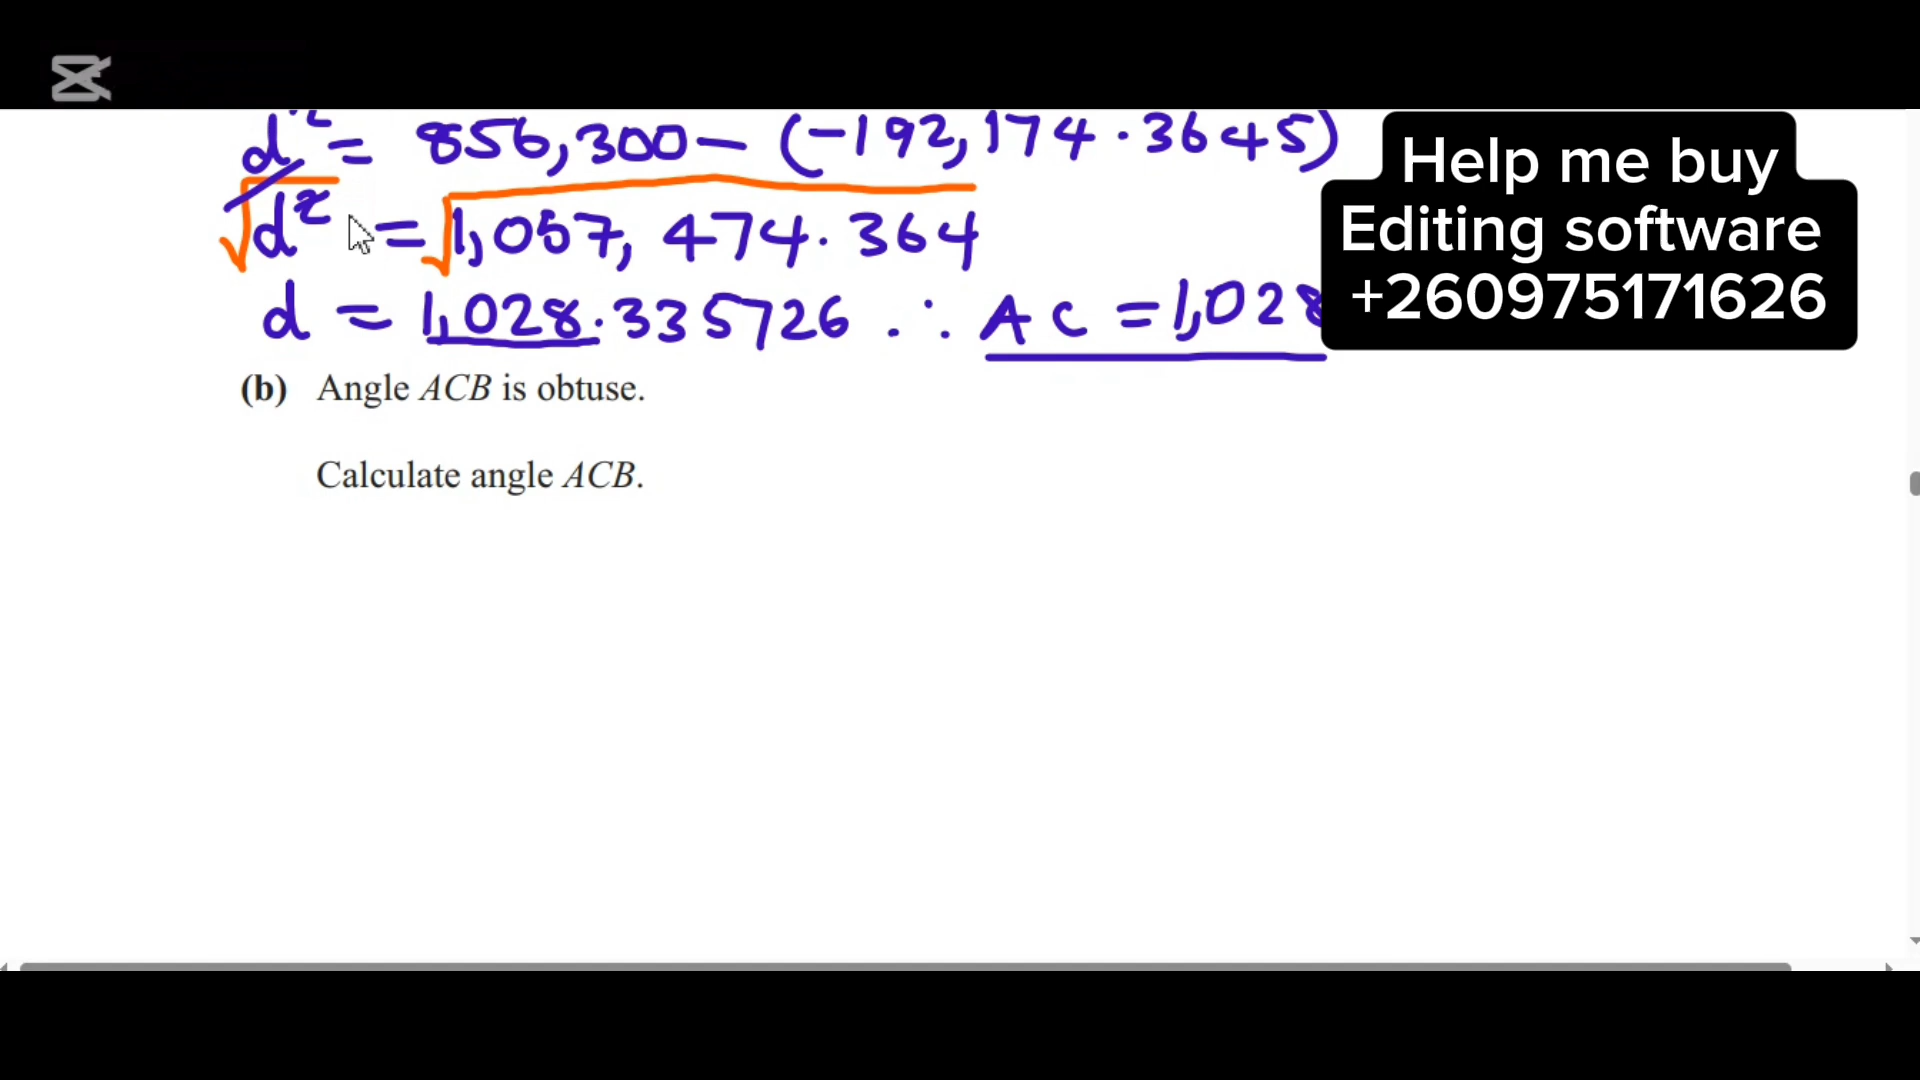 d² = 856,300 – (-192,174.3645)
√d² = √1,057,474.364
d = 1,028.335726 ∴ AC = 1,028
Help me buy
Editing software
+260975171626
(b) Angle ACB is obtuse.
Calculate angle ACB.